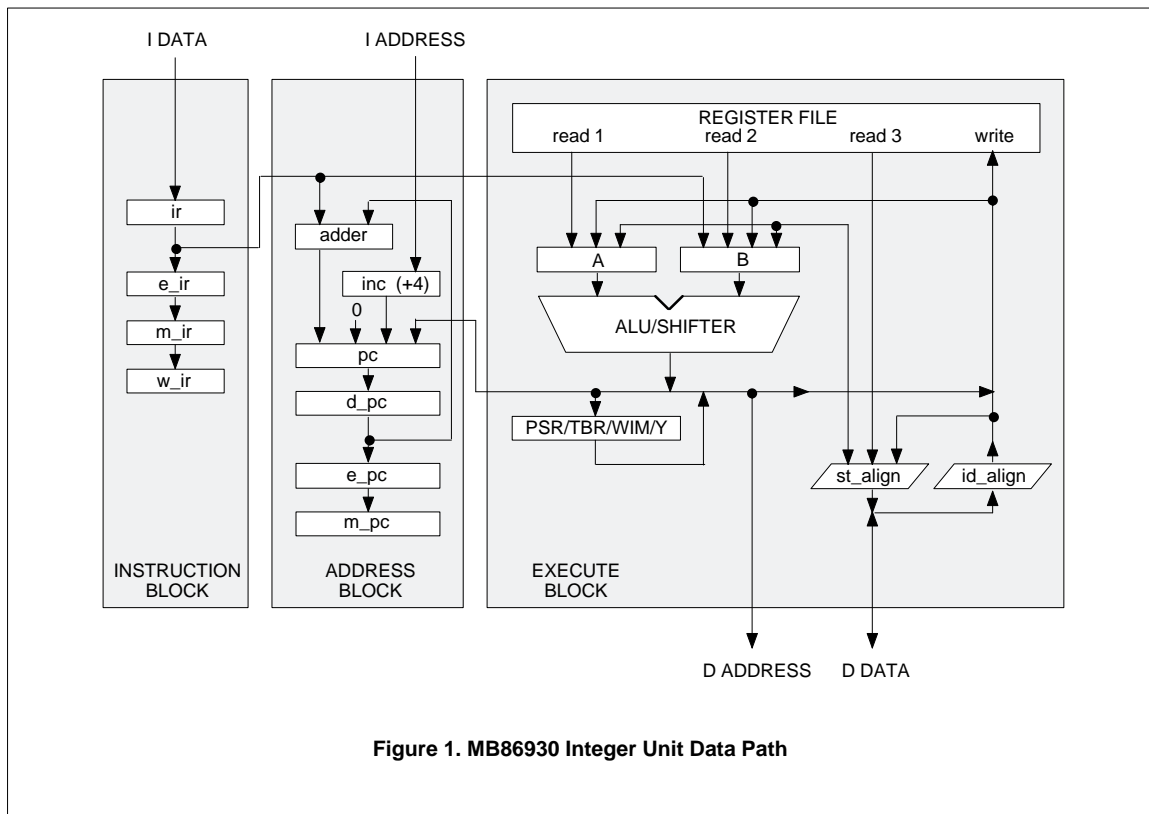 I DATA
I ADDRESS
REGISTER FILE
read 1
read 2
read 3
write
ir
adder
A
B
e_ir
inc (+4)
0
ALU/SHIFTER
m_ir
pc
w_ir
d_pc
PSR/TBR/WIM/Y
e_pc
st_align
id_align
m_pc
INSTRUCTION
BLOCK
ADDRESS
BLOCK
EXECUTE
BLOCK
D ADDRESS
D DATA
Figure 1. MB86930 Integer Unit Data Path